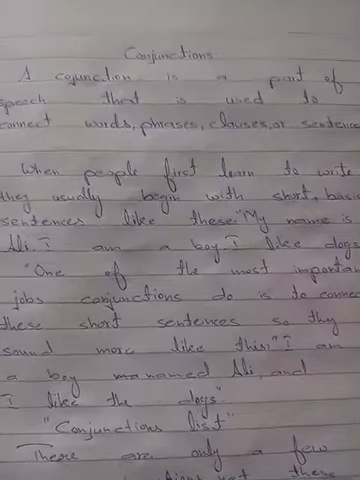 Conjunctions
A cojunction is a part of
speech that is used to
connect words, phrases, clauses, or sentence
When people first learn to write
they usually begin with short, basic
sentences like these "My name is
Ali. I am a boy. I like dogs
"One of the most importan
jobs conjunctions do is to connec
these short sentences so thy
sound more like this," I am
a boy manamed Ali, and
I like the dogs"
"Conjunctions list"
There are only a few
these